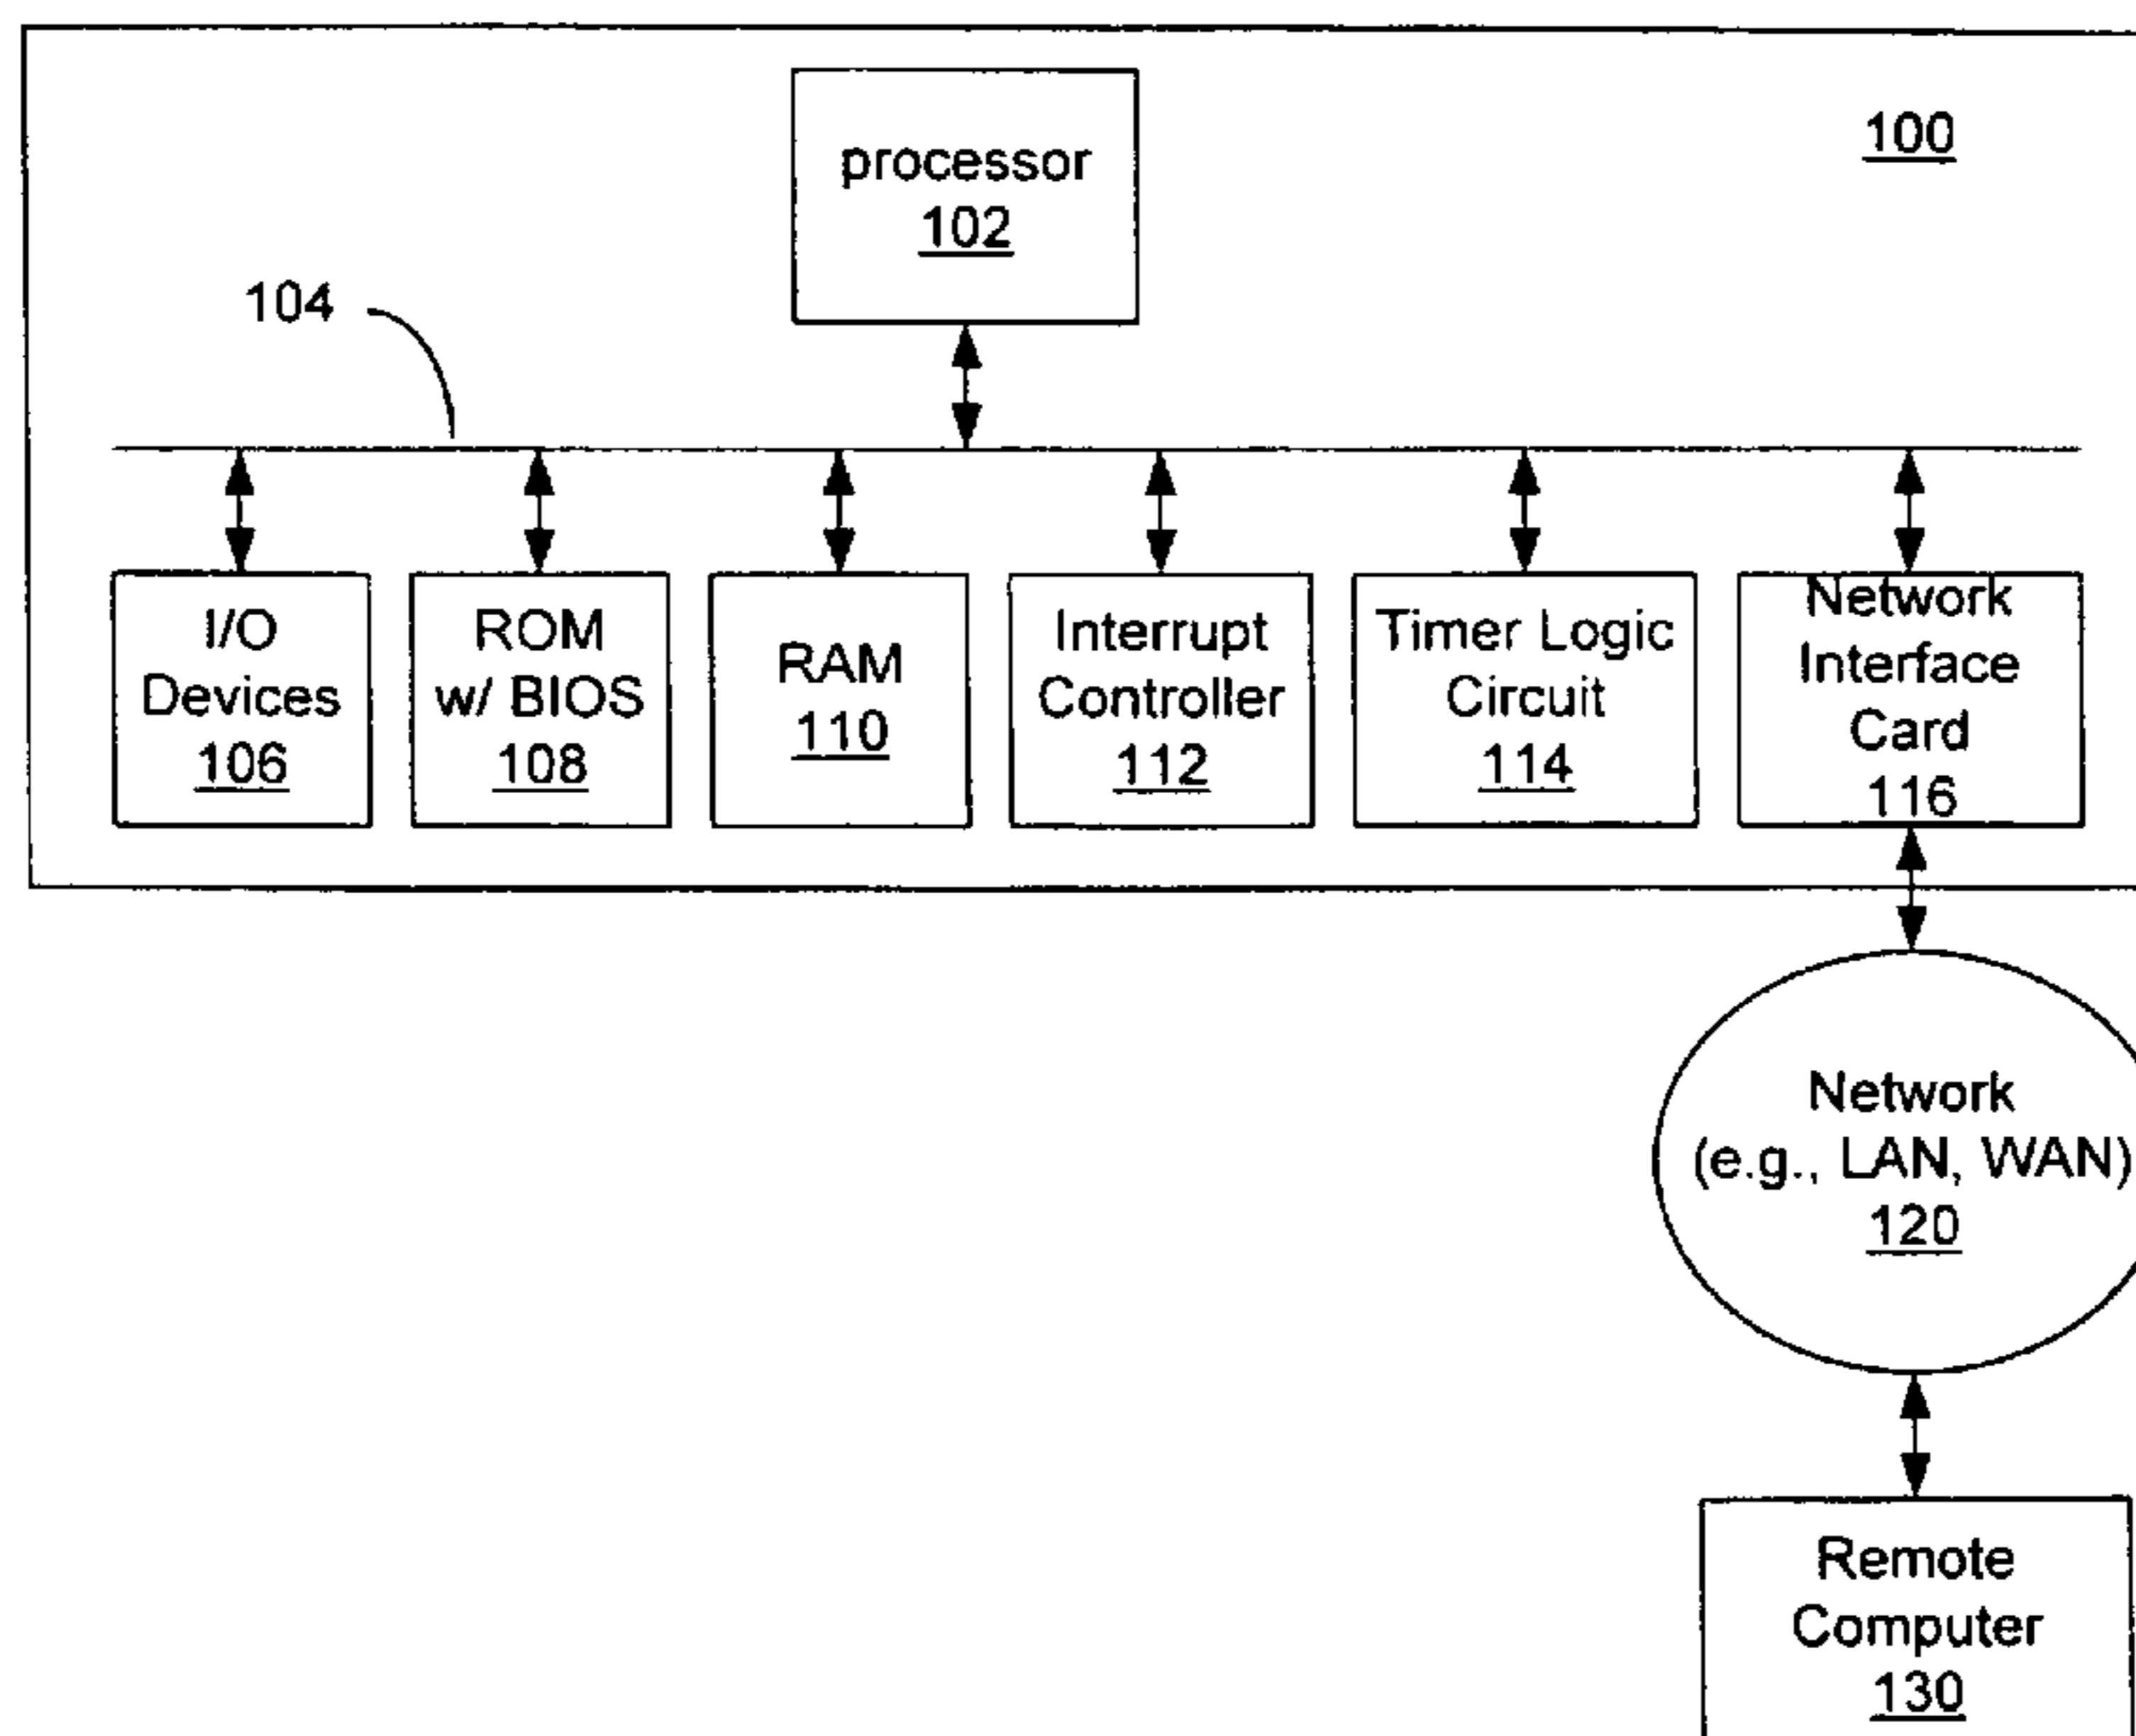 100
processor
102
104
I/O
Devices
106
ROM
w/ BIOS
108
RAM
110
Interrupt
Controller
112
Timer Logic
Circuit
114
Network
Interface
Card
116
Network
(e.g., LAN, WAN)
120
Remote
Computer
130